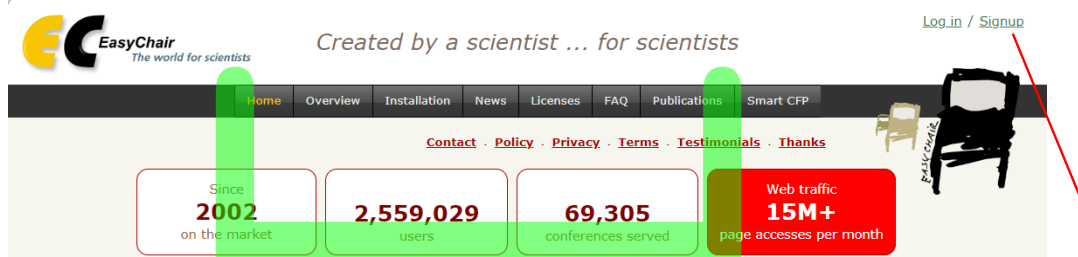 Log in / Signup
EC EasyChair
The world for scientists
Created by a scientist ... for scientists
Home Overview Installation News Licenses FAQ Publications Smart CFP
Contact . Policy . Privacy . Terms . Testimonials . Thanks
EASY CHAIR
Since
2002
on the market
2,559,029
users
69,305
conferences served
Web traffic
15M+
page accesses per month